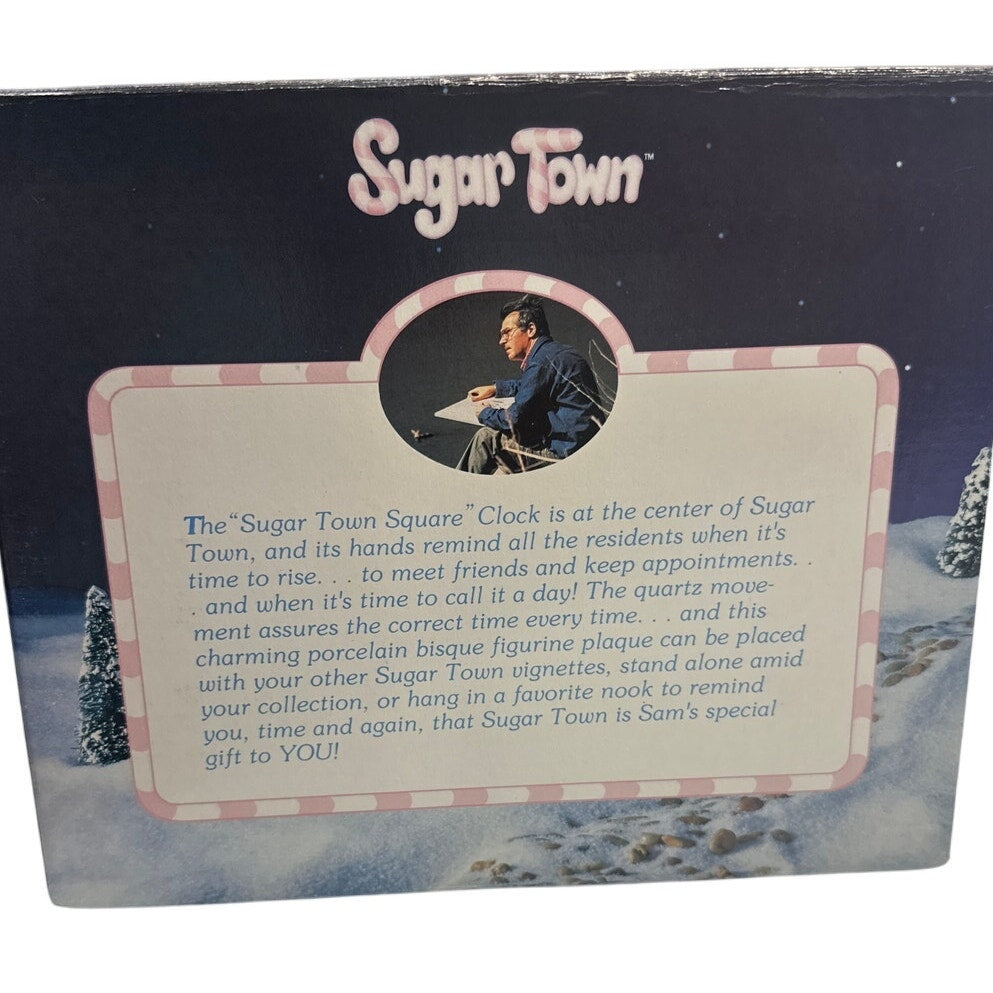 Sugar Town™
The “Sugar Town Square” Clock is at the center of Sugar
Town, and its hands remind all the residents when it's
time to rise. . . to meet friends and keep appointments. .
. and when it's time to call it a day! The quartz move-
ment assures the correct time every time. . . and this
charming porcelain bisque figurine plaque can be placed
with your other Sugar Town vignettes, stand alone amid
your collection, or hang in a favorite nook to remind
you, time and again, that Sugar Town is Sam's special
gift to YOU!